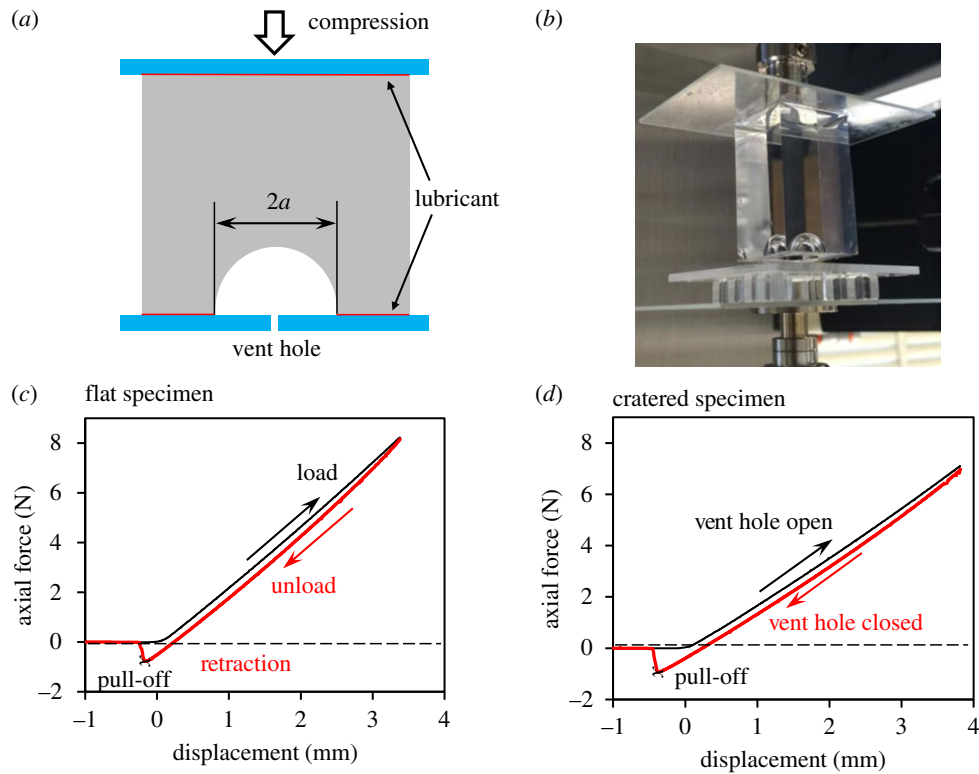 (a)
compression
2a
lubricant
vent hole
(b)
(c) flat specimen
8
6
4
2
0
–2
axial force (N)
load
unload
retraction
pull-off
–1 0 1 2 3 4
displacement (mm)
(d) cratered specimen
8
6
4
2
0
–2
axial force (N)
vent hole open
vent hole closed
pull-off
–1 0 1 2 3 4
displacement (mm)